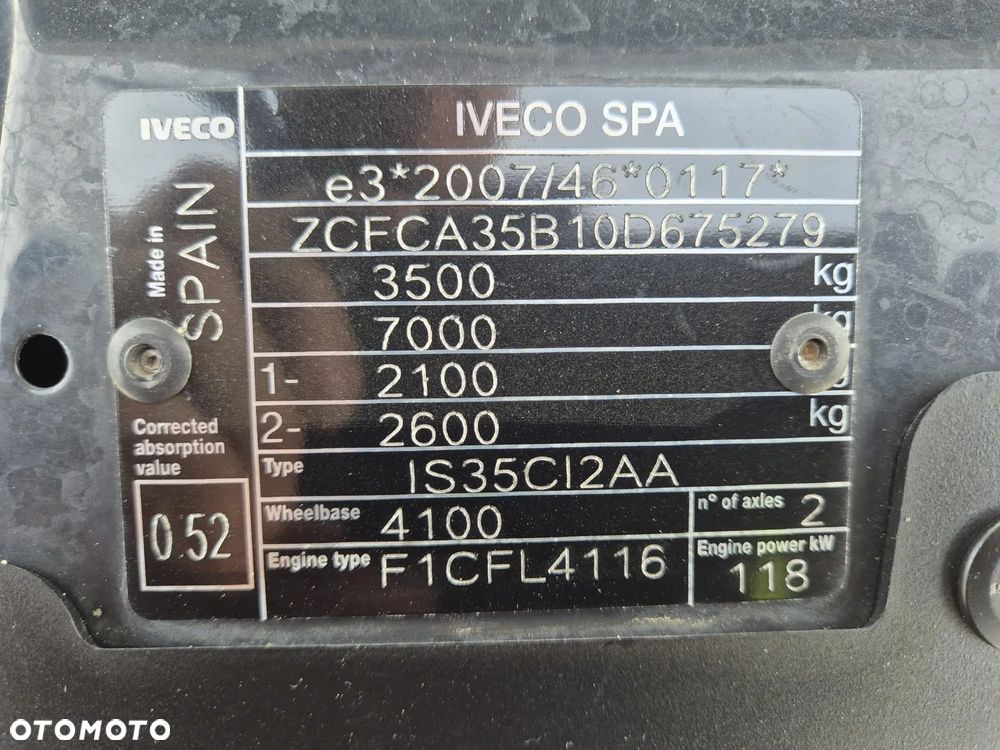 IVECO
IVECO SPA
e3*2007/46*0117*
ZCFCA35B10D675279
3500 kg
7000 kg
1- 2100
2- 2600 kg
Made in
SPAIN
Corrected
absorption
value
0.52
Type IS35CI2AA
Wheelbase 4100
n° of axles 2
Engine type F1CFL4116
Engine power kW
118
OTOMOTO